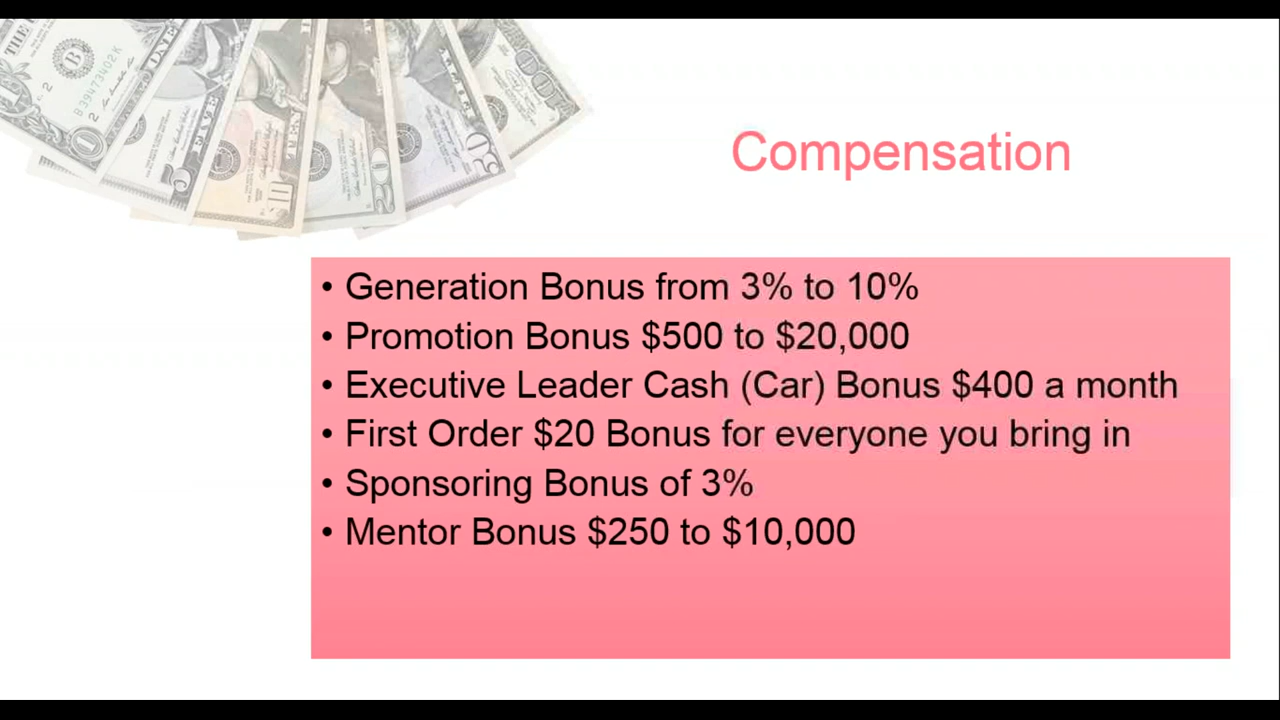 Compensation
• Generation Bonus from 3% to 10%
• Promotion Bonus $500 to $20,000
• Executive Leader Cash (Car) Bonus $400 a month
• First Order $20 Bonus for everyone you bring in
• Sponsoring Bonus of 3%
• Mentor Bonus $250 to $10,000